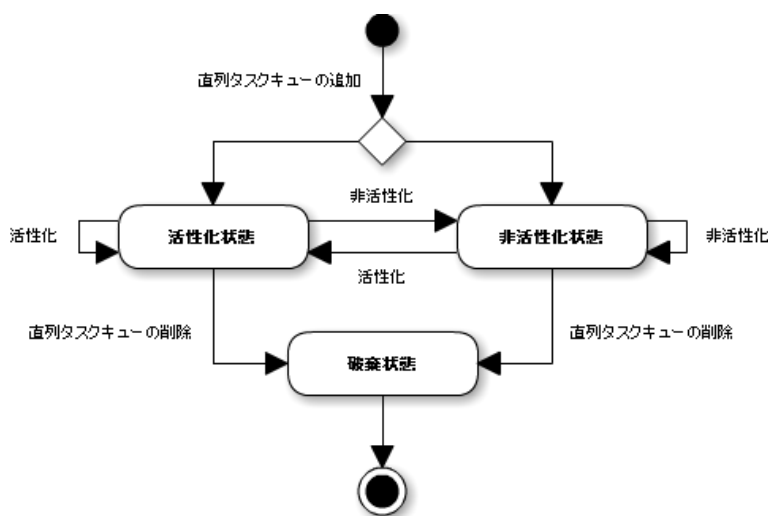 直列タスクキューの追加
非活性化
活性化
活性化状態
非活性化状態
非活性化
活性化
直列タスクキューの削除
直列タスクキューの削除
破棄状態